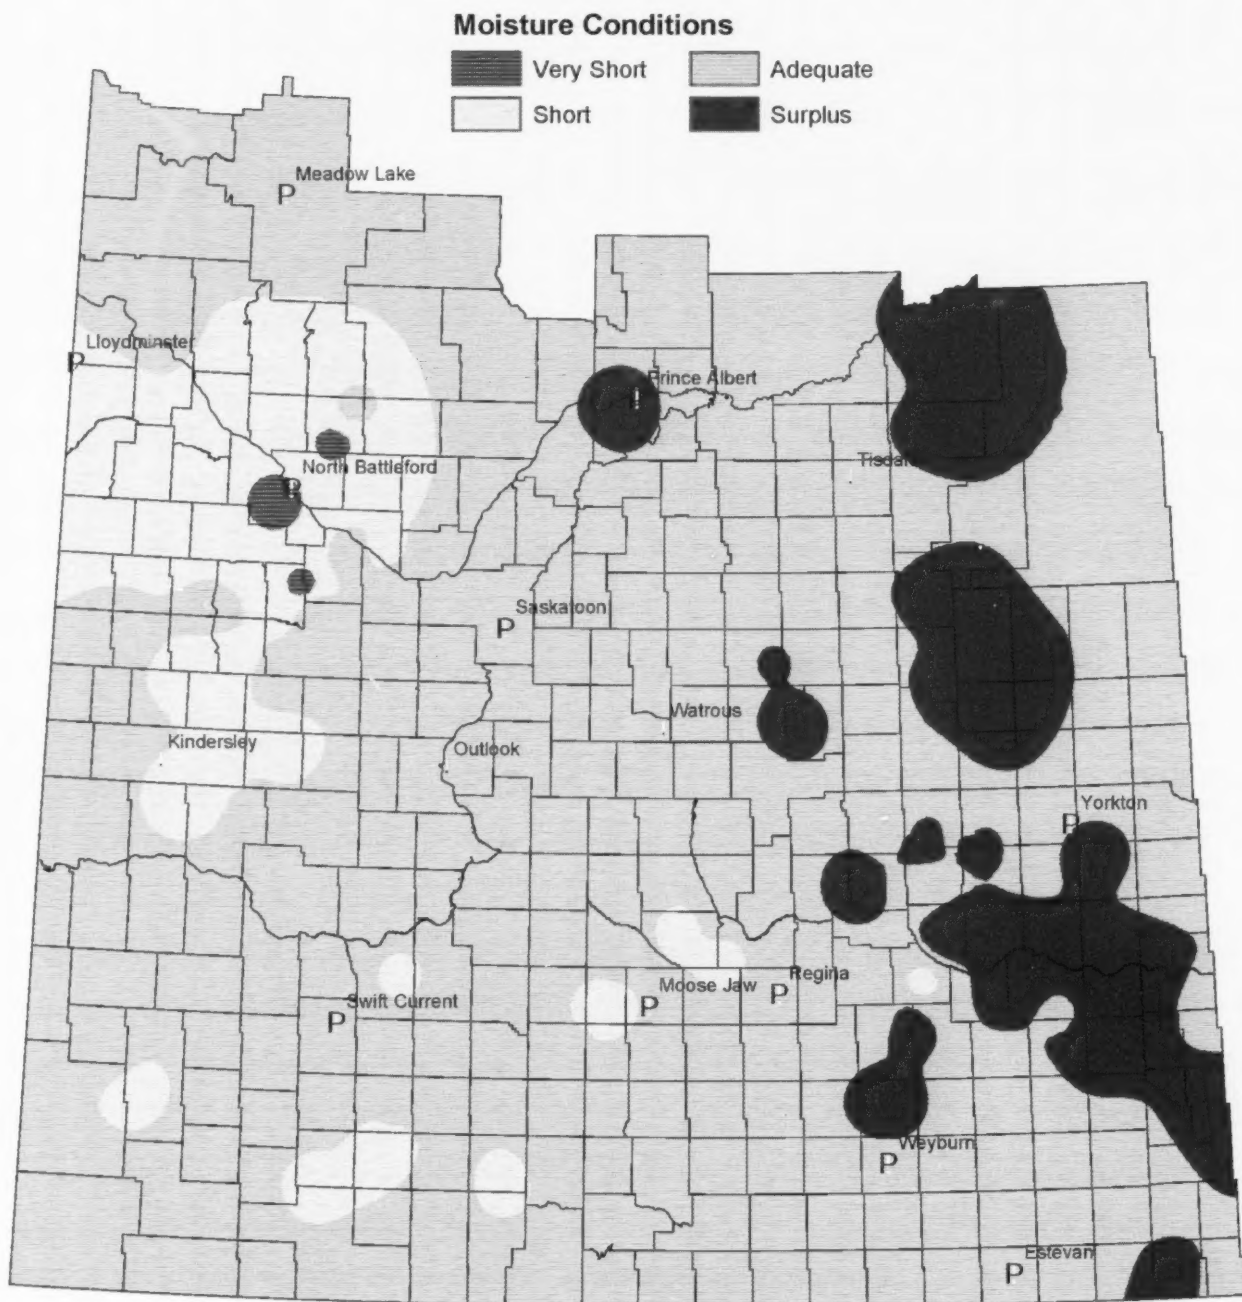 Moisture Conditions
Very Short
Adequate
Short
Surplus
Meadow Lake
P
Lloydminster
P
Prince Albert
North Battleford
P
Tisdale
Saskatoon
P
Watrous
Kindersley
Outlook
Yorkton
P
Regina
P
Moose Jaw
P
Swift Current
P
Weyburn
P
Estevan
P